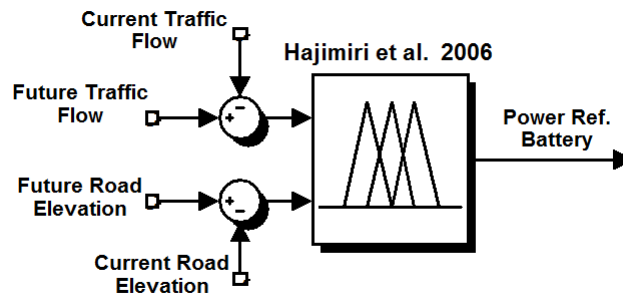 Current Traffic
Flow
Hajimiri et al. 2006
Future Traffic
Flow
Power Ref.
Battery
Future Road
Elevation
Current Road
Elevation